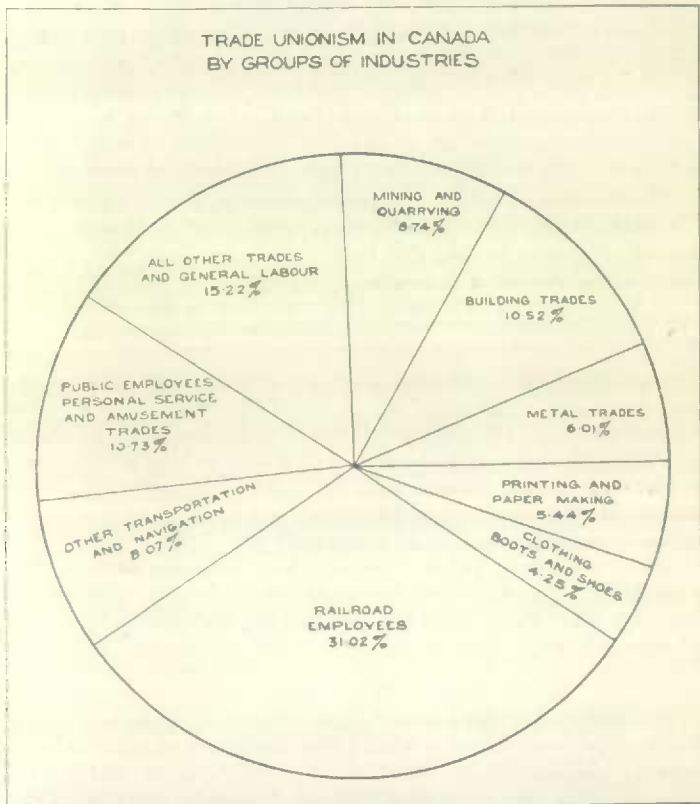 TRADE UNIONISM IN CANADA
BY GROUPS OF INDUSTRIES
MINING AND
QUARRYING
8·74%
BUILDING TRADES
10·52%
METAL TRADES
6·01%
PRINTING AND
PAPER MAKING
5·44%
CLOTHING
BOOTS AND SHOES
4·25%
RAILROAD
EMPLOYEES
31·02%
OTHER TRANSPORTATION
AND NAVIGATION
8·07%
PUBLIC EMPLOYEES
PERSONAL SERVICE
AND AMUSEMENT
TRADES
10·73%
ALL OTHER TRADES
AND GENERAL LABOUR
15·22%